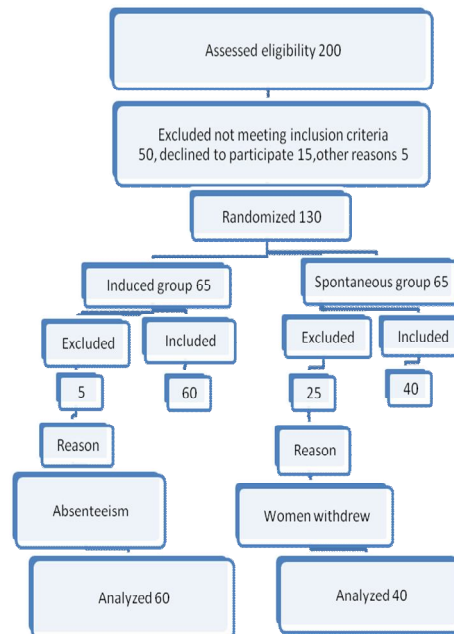 Assessed eligibility 200
Excluded not meeting inclusion criteria
50, declined to participate 15,other reasons 5
Randomized 130
Induced group 65
Spontaneous group 65
Excluded
Included
Excluded
Included
5
60
25
40
Reason
Reason
Absenteeism
Women withdrew
Analyzed 60
Analyzed 40